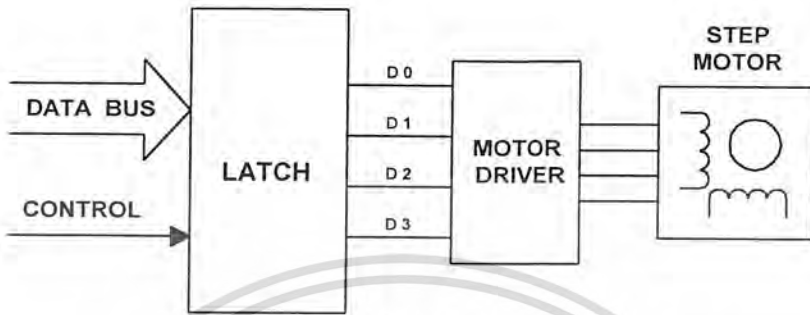 STEP
MOTOR
DATA BUS
CONTROL
LATCH
D0
D1
D2
D3
MOTOR
DRIVER